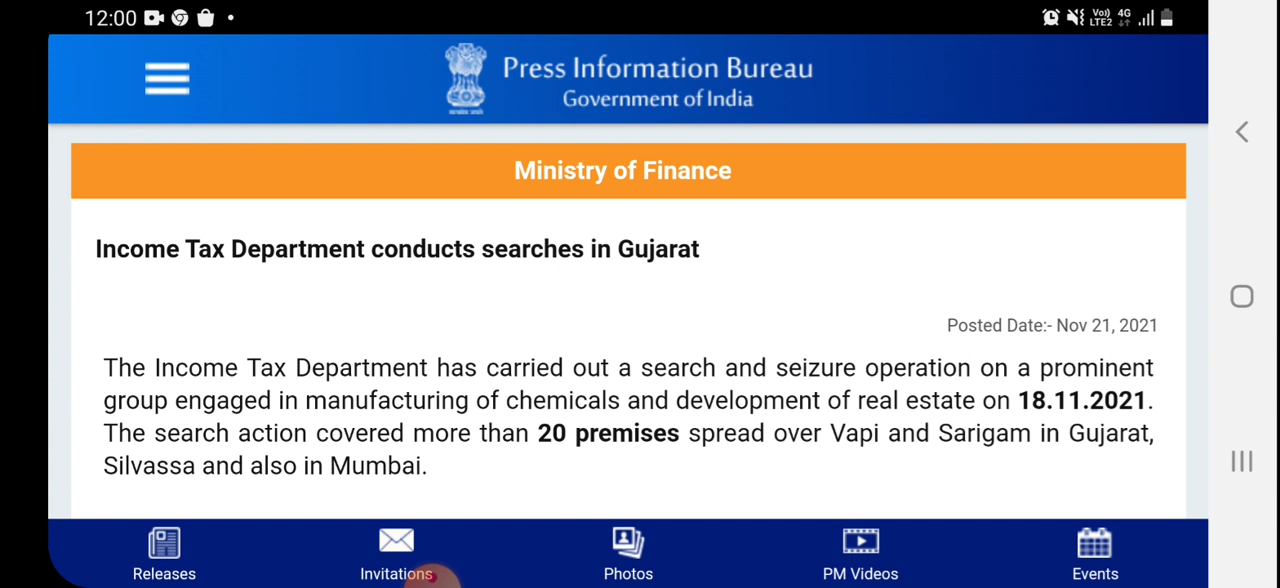 12:00
Vo) 4G
LTE2
Press Information Bureau
Government of India
Ministry of Finance
Income Tax Department conducts searches in Gujarat
Posted Date:- Nov 21, 2021
The Income Tax Department has carried out a search and seizure operation on a prominent
group engaged in manufacturing of chemicals and development of real estate on 18.11.2021.
The search action covered more than 20 premises spread over Vapi and Sarigam in Gujarat,
Silvassa and also in Mumbai.
Releases Invitations Photos PM Videos Events